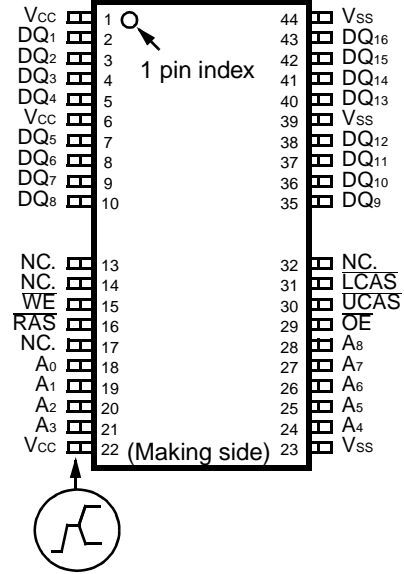 VCC 1 44 VSS
DQ1 2 43 DQ16
DQ2 3 42 DQ15
DQ3 4 41 DQ14
DQ4 5 40 DQ13
VCC 6 39 VSS
DQ5 7 38 DQ12
DQ6 8 37 DQ11
DQ7 9 36 DQ10
DQ8 10 35 DQ9
1 pin index
NC. 13 32 NC.
NC. 14 31 LCAS
WE 15 30 UCAS
RAS 16 29 OE
NC. 17 28 A8
A0 18 27 A7
A1 19 26 A6
A2 20 25 A5
A3 21 24 A4
VCC 22 (Making side) 23 VSS